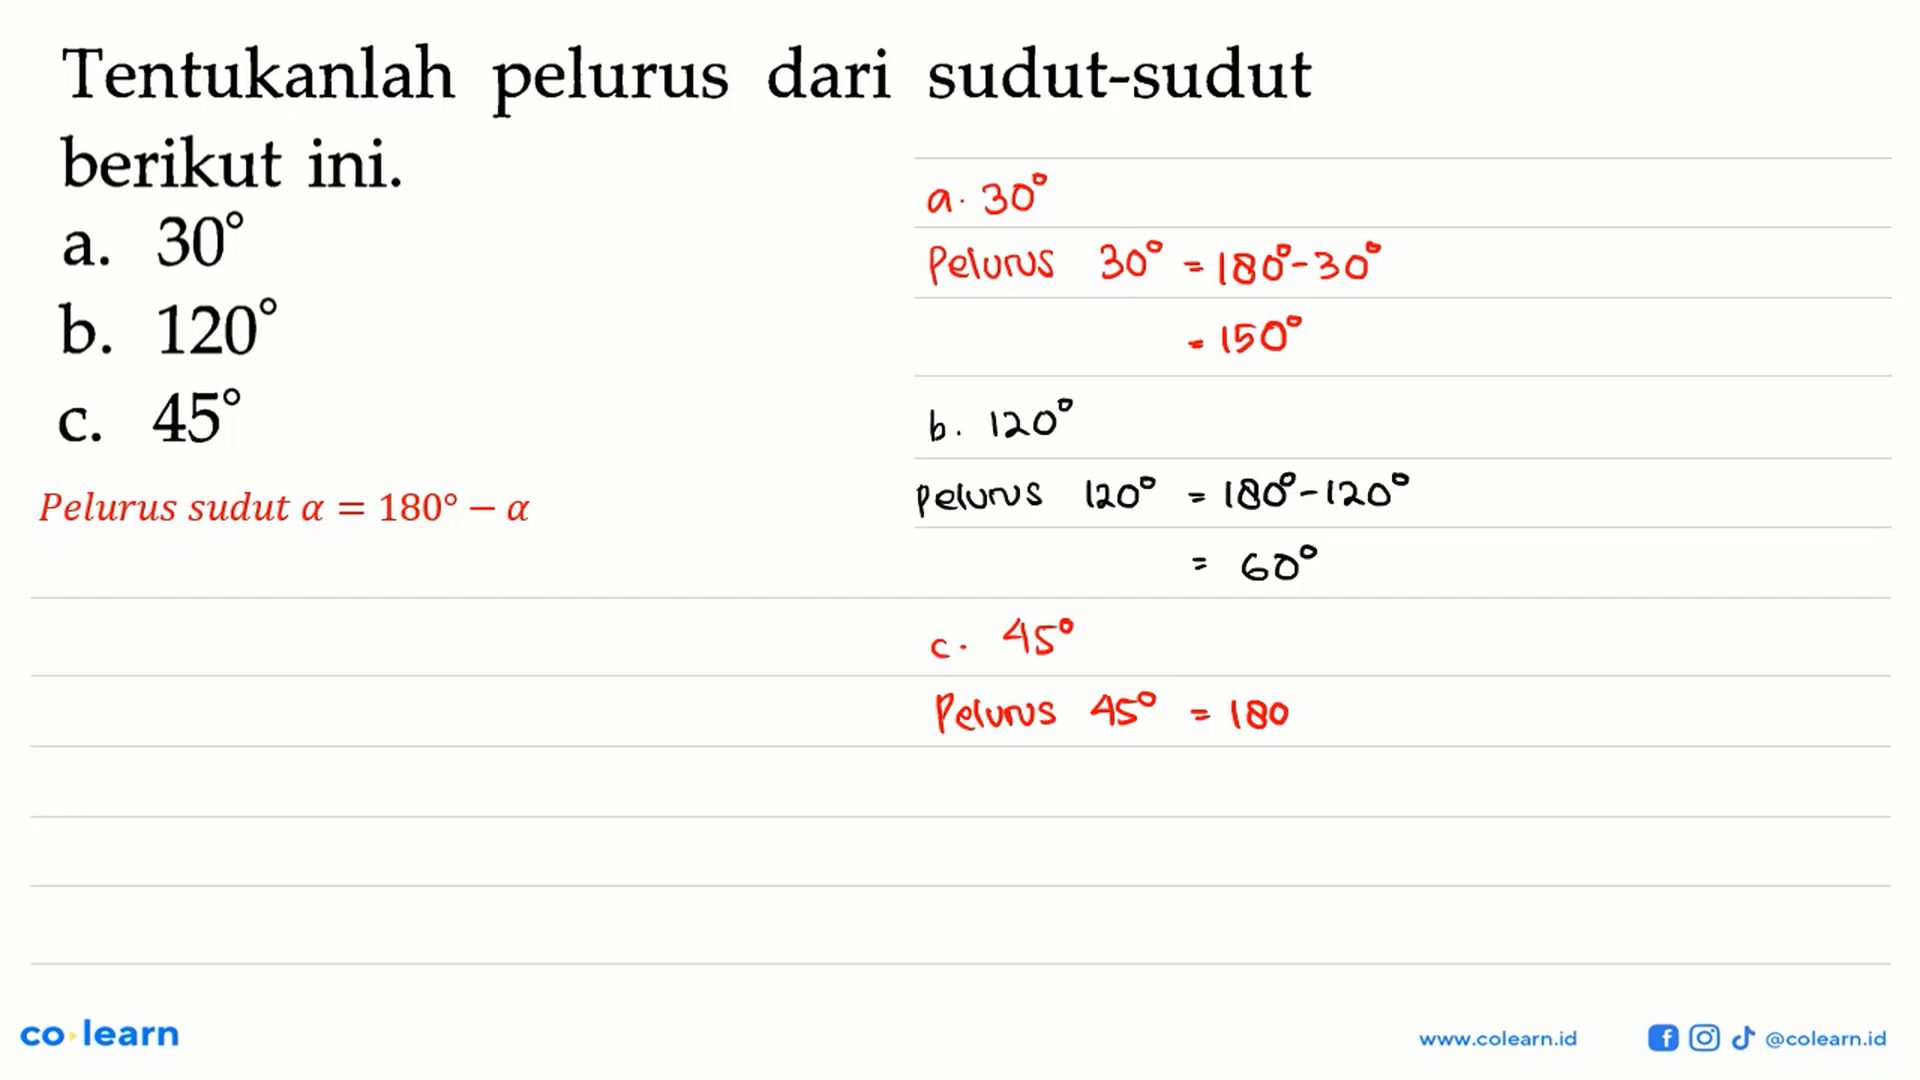 Tentukanlah pelurus dari sudut-sudut
berikut ini.
a. 30°
b. 120°
c. 45°
Pelurus sudut α = 180° − α
a. 30°
Pelurus 30° = 180° - 30°
= 150°
b. 120°
pelurus 120° = 180° - 120°
= 60°
c. 45°
Pelurus 45° = 180
co learn
www.colearn.id
@colearn.id